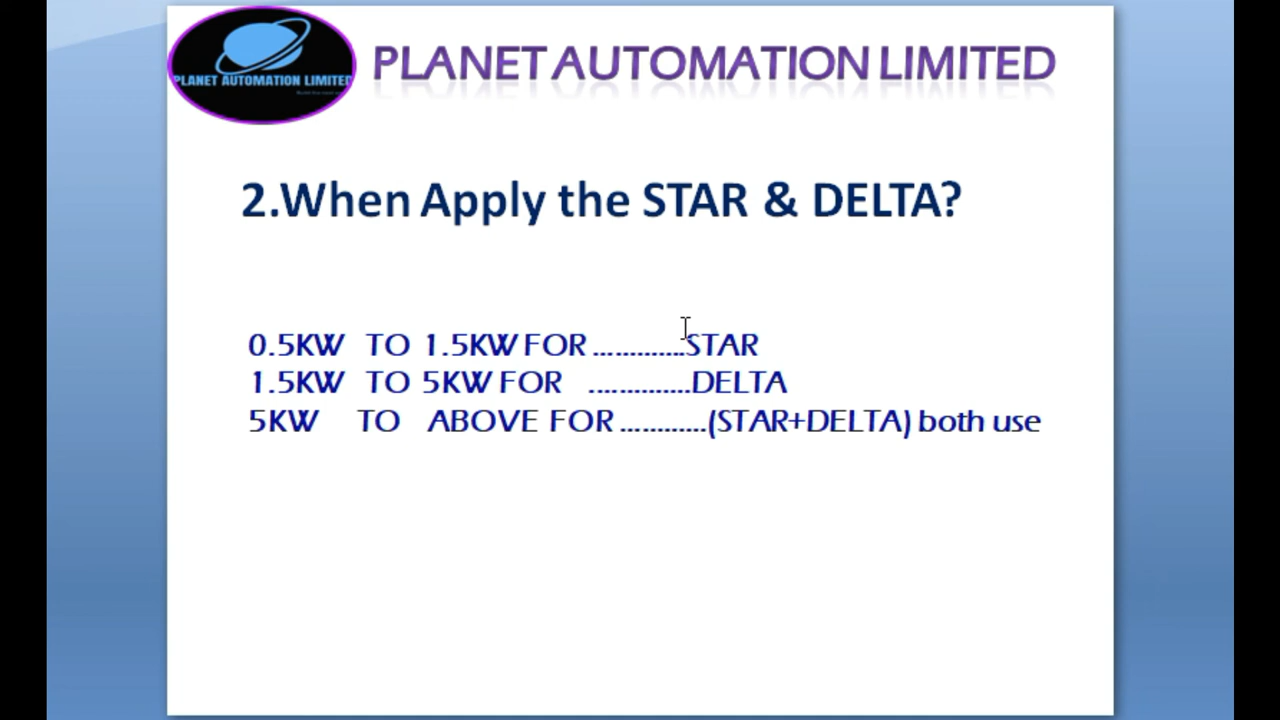 PLANET AUTOMATION LIMITED
PLANET AUTOMATION LIMITED
2.When Apply the STAR & DELTA?
0.5KW TO 1.5KW FOR .............STAR
1.5KW TO 5KW FOR ..............DELTA
5KW TO ABOVE FOR ............(STAR+DELTA) both use